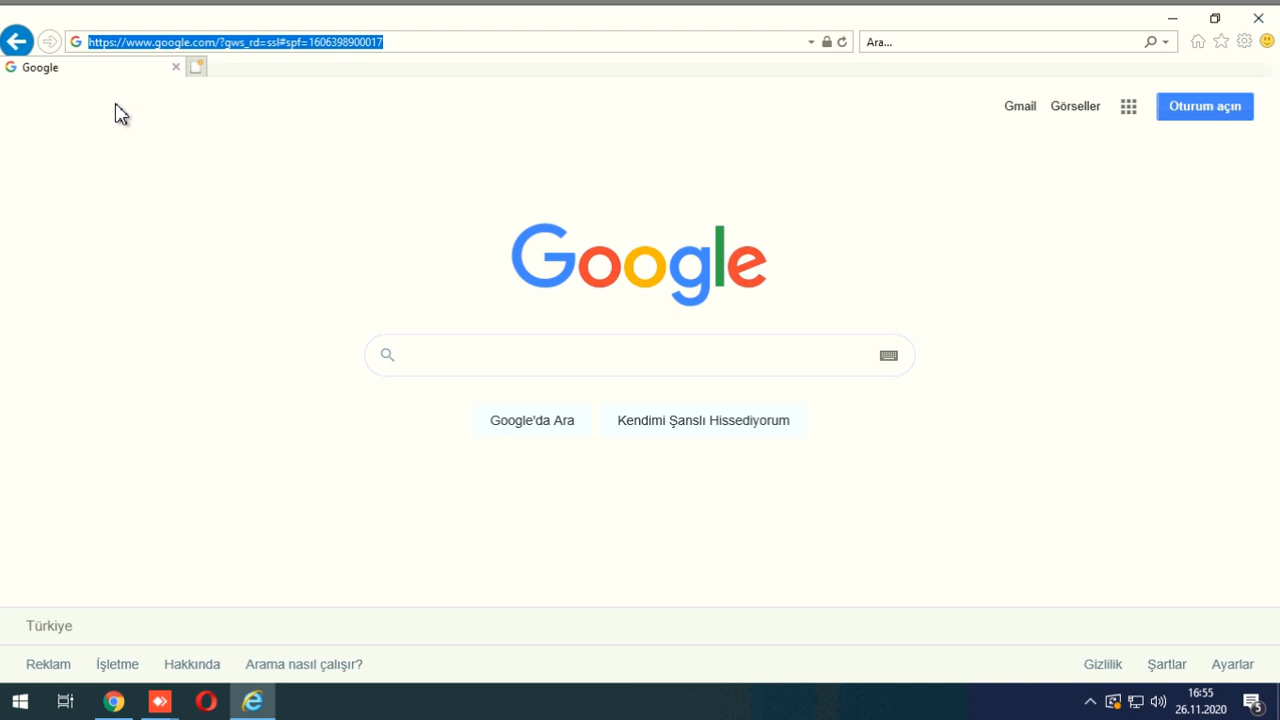 https://www.google.com/?gws_rd=ssl#spf=1606398900017
Ara...
Google
Gmail
Görseller
Oturum açın
Google
Google'da Ara
Kendimi Şanslı Hissediyorum
Türkiye
Reklam
İşletme
Hakkında
Arama nasıl çalışır?
Gizlilik
Şartlar
Ayarlar
16:55
26.11.2020
5